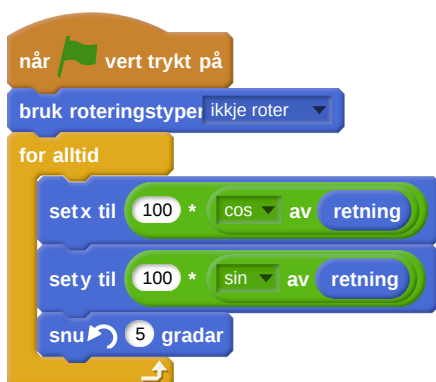 når vert trykt på
bruk roteringstypen ikkje roter
for alltid
set x til 100 * cos av retning
set y til 100 * sin av retning
snu 5 gradar